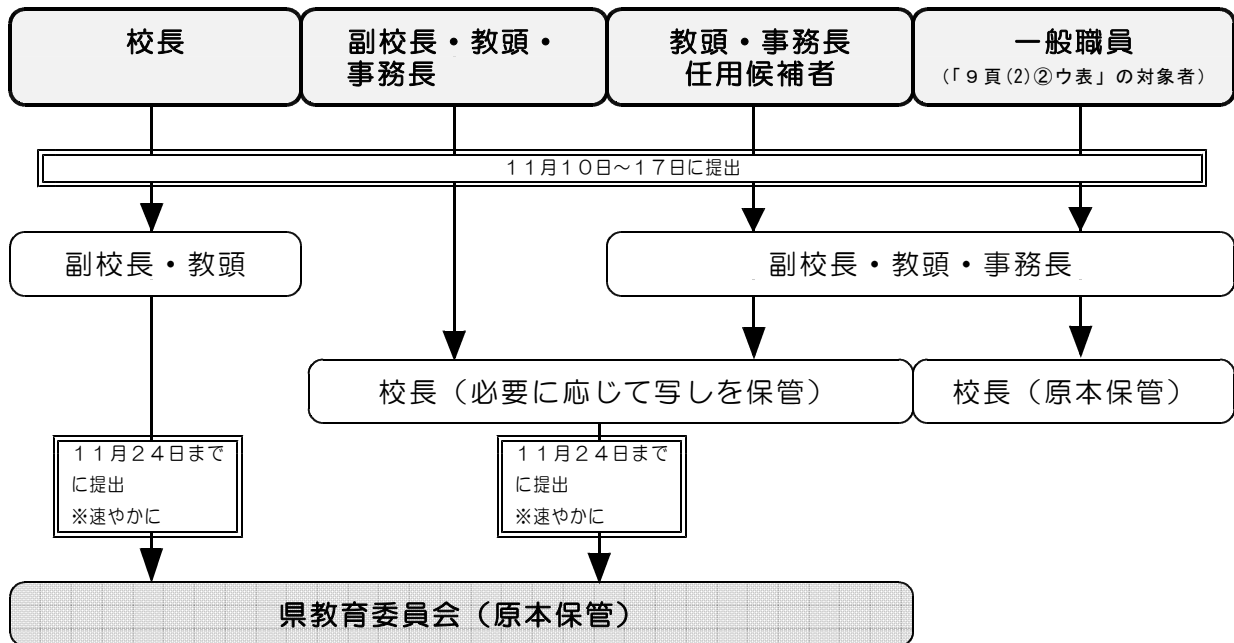 校長
副校長・教頭・
事務長
教頭・事務長
任用候補者
一般職員
（「９頁(2)②ウ表」の対象者）
１１月１０日～１７日に提出
副校長・教頭
副校長・教頭・事務長
校長（必要に応じて写しを保管）
校長（原本保管）
１１月２４日まで
に提出
※速やかに
１１月２４日まで
に提出
※速やかに
県教育委員会（原本保管）